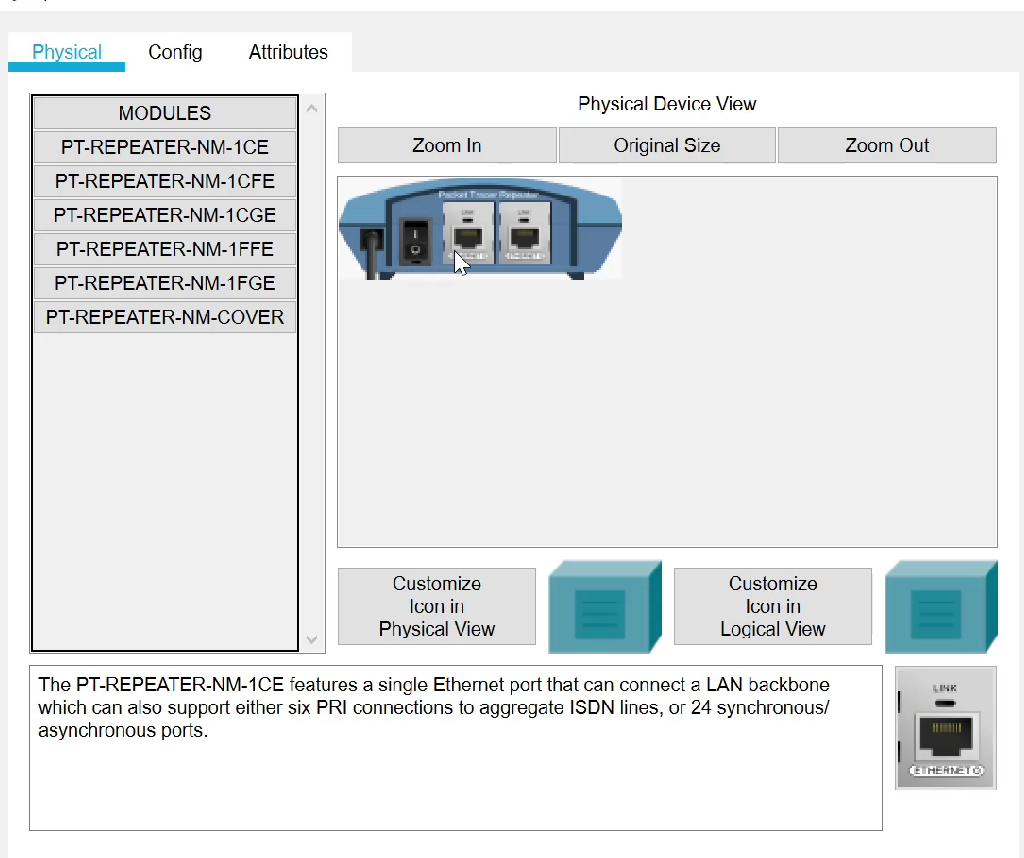 Physical
Config
Attributes
MODULES
PT-REPEATER-NM-1CE
PT-REPEATER-NM-1CFE
PT-REPEATER-NM-1CGE
PT-REPEATER-NM-1FFE
PT-REPEATER-NM-1FGE
PT-REPEATER-NM-COVER
Physical Device View
Zoom In
Original Size
Zoom Out
Packet Tracer Repeater
LINK
LINK
Customize
Icon in
Physical View
Customize
Icon in
Logical View
The PT-REPEATER-NM-1CE features a single Ethernet port that can connect a LAN backbone
which can also support either six PRI connections to aggregate ISDN lines, or 24 synchronous/
asynchronous ports.
LINK
ETHERNET 0